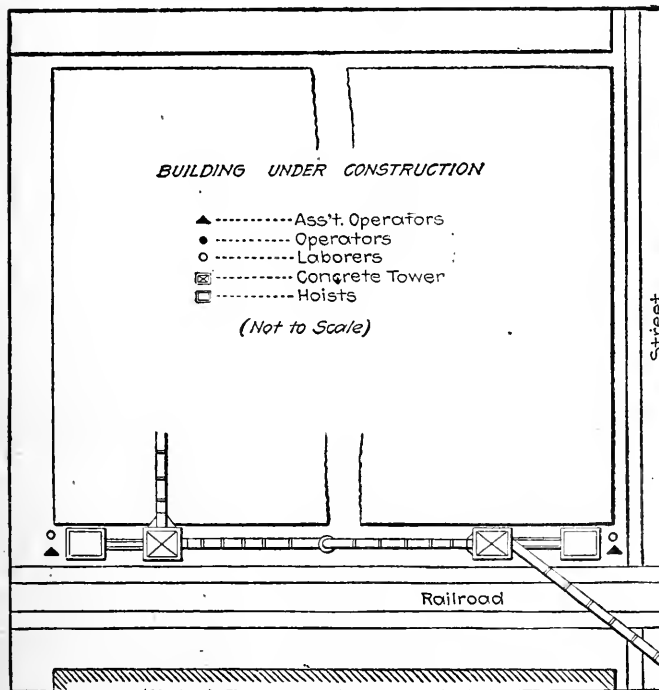 BUILDING UNDER CONSTRUCTION
Ass't. Operators
Operators
Laborers
Concrete Tower
Hoists
(Not to Scale)
Street
Railroad